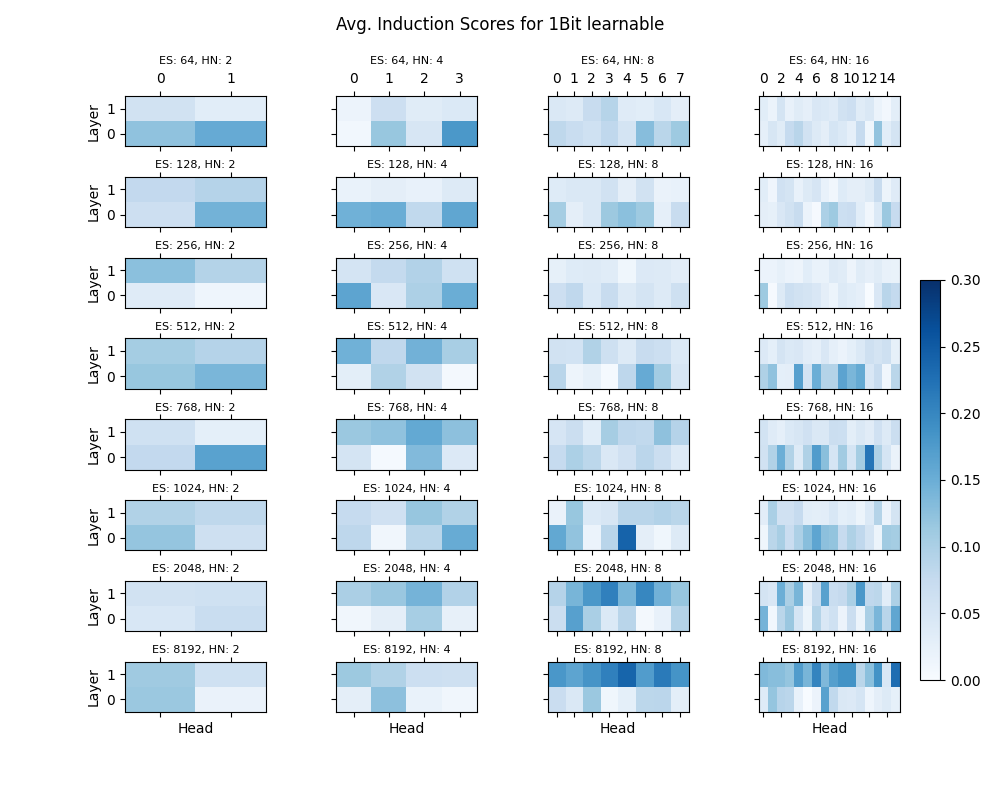 Avg. Induction Scores for 1Bit learnable
ES: 64, HN: 2 ES: 64, HN: 4 ES: 64, HN: 8 ES: 64, HN: 16
0 1 0 1 2 3 0 1 2 3 4 5 6 7 0 2 4 6 8 10 12 14
1
Layer
0
ES: 128, HN: 2 ES: 128, HN: 4 ES: 128, HN: 8 ES: 128, HN: 16
1
Layer
0
ES: 256, HN: 2 ES: 256, HN: 4 ES: 256, HN: 8 ES: 256, HN: 16
1
Layer
0
ES: 512, HN: 2 ES: 512, HN: 4 ES: 512, HN: 8 ES: 512, HN: 16
1
Layer
0
ES: 768, HN: 2 ES: 768, HN: 4 ES: 768, HN: 8 ES: 768, HN: 16
1
Layer
0
ES: 1024, HN: 2 ES: 1024, HN: 4 ES: 1024, HN: 8 ES: 1024, HN: 16
1
Layer
0
ES: 2048, HN: 2 ES: 2048, HN: 4 ES: 2048, HN: 8 ES: 2048, HN: 16
1
Layer
0
ES: 8192, HN: 2 ES: 8192, HN: 4 ES: 8192, HN: 8 ES: 8192, HN: 16
1
Layer
0
Head Head Head Head
0.30
0.25
0.20
0.15
0.10
0.05
0.00